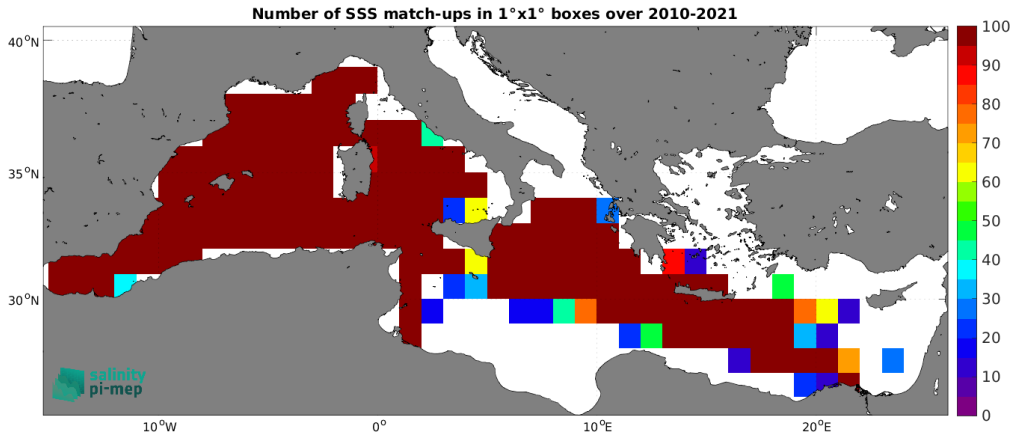 Number of SSS match-ups in 1°x1° boxes over 2010-2021
40°N
35°N
30°N
10°W
0°
10°E
20°E
100
90
80
70
60
50
40
30
20
10
0
salinity
pi-mep